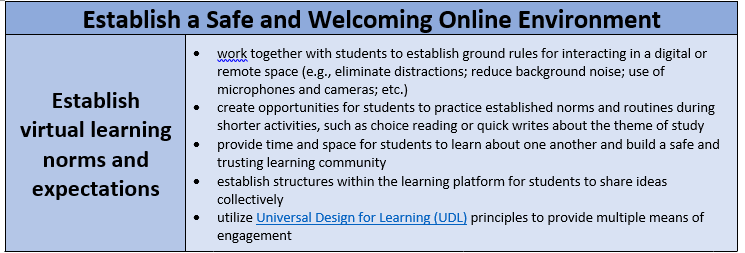 Establish a Safe and Welcoming Online Environment
Establish
virtual learning
norms and
expectations
• work together with students to establish ground rules for interacting in a digital or
remote space (e.g., eliminate distractions; reduce background noise; use of
microphones and cameras; etc.)
• create opportunities for students to practice established norms and routines during
shorter activities, such as choice reading or quick writes about the theme of study
• provide time and space for students to learn about one another and build a safe and
trusting learning community
• establish structures within the learning platform for students to share ideas
collectively
• utilize Universal Design for Learning (UDL) principles to provide multiple means of
engagement